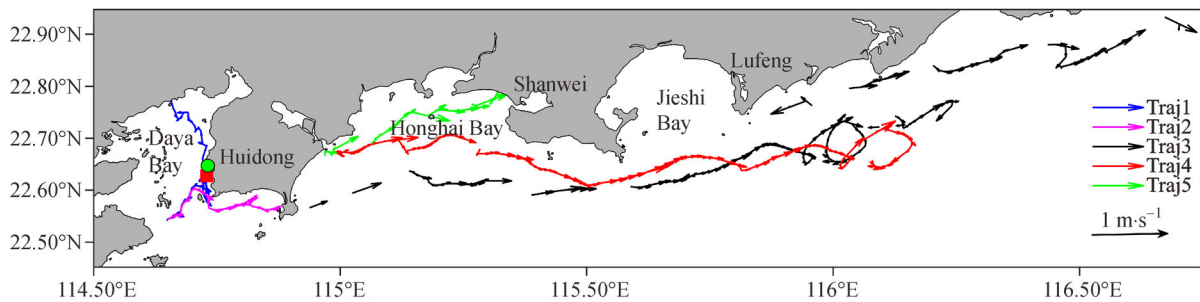 22.90°N
22.80°N
22.70°N
22.60°N
22.50°N
Lufeng
Shanwei
Jieshi
Bay
Honghai Bay
Daya
Bay
Huidong
Traj1
Traj2
Traj3
Traj4
Traj5
1 m·s⁻¹
114.50°E
115°E
115.50°E
116°E
116.50°E